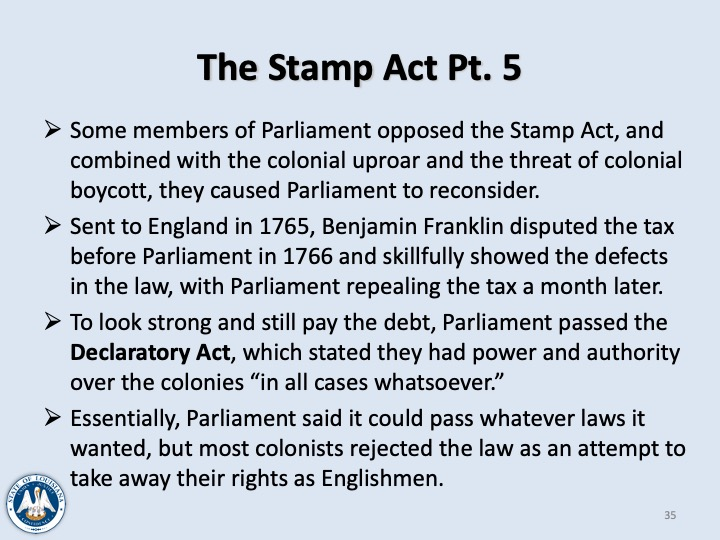 The Stamp Act Pt. 5
➢ Some members of Parliament opposed the Stamp Act, and
combined with the colonial uproar and the threat of colonial
boycott, they caused Parliament to reconsider.
➢ Sent to England in 1765, Benjamin Franklin disputed the tax
before Parliament in 1766 and skillfully showed the defects
in the law, with Parliament repealing the tax a month later.
➢ To look strong and still pay the debt, Parliament passed the
Declaratory Act, which stated they had power and authority
over the colonies “in all cases whatsoever.”
➢ Essentially, Parliament said it could pass whatever laws it
wanted, but most colonists rejected the law as an attempt to
take away their rights as Englishmen.
STATE OF LOUISIANA
CONFIDENCE
35